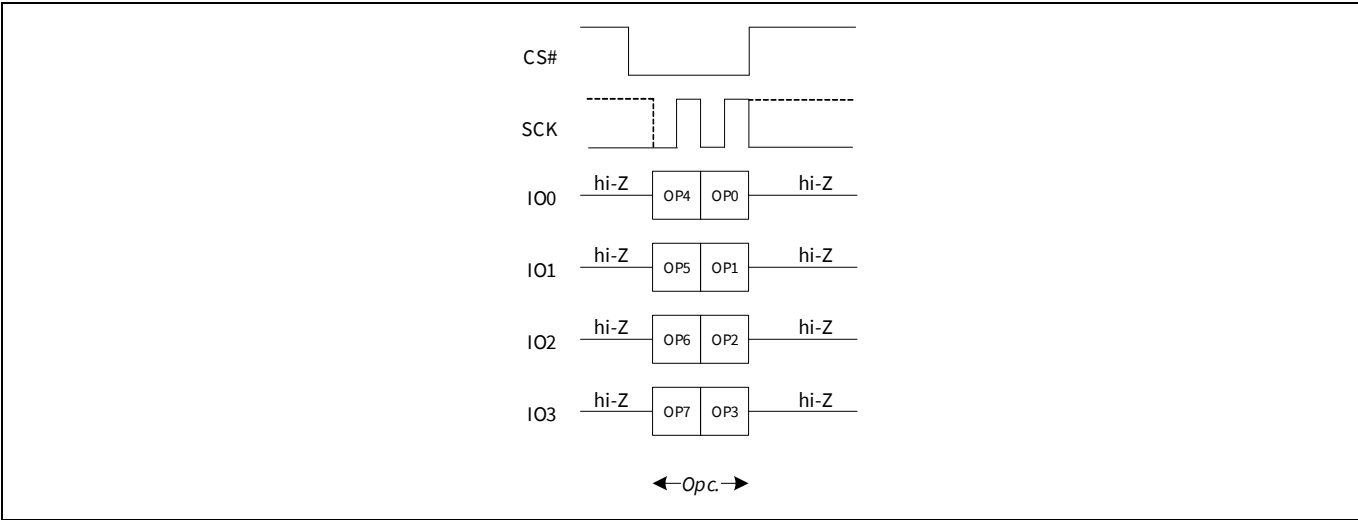 CS#
SCK
IO0 hi-Z OP4 OP0 hi-Z
IO1 hi-Z OP5 OP1 hi-Z
IO2 hi-Z OP6 OP2 hi-Z
IO3 hi-Z OP7 OP3 hi-Z
Opc.